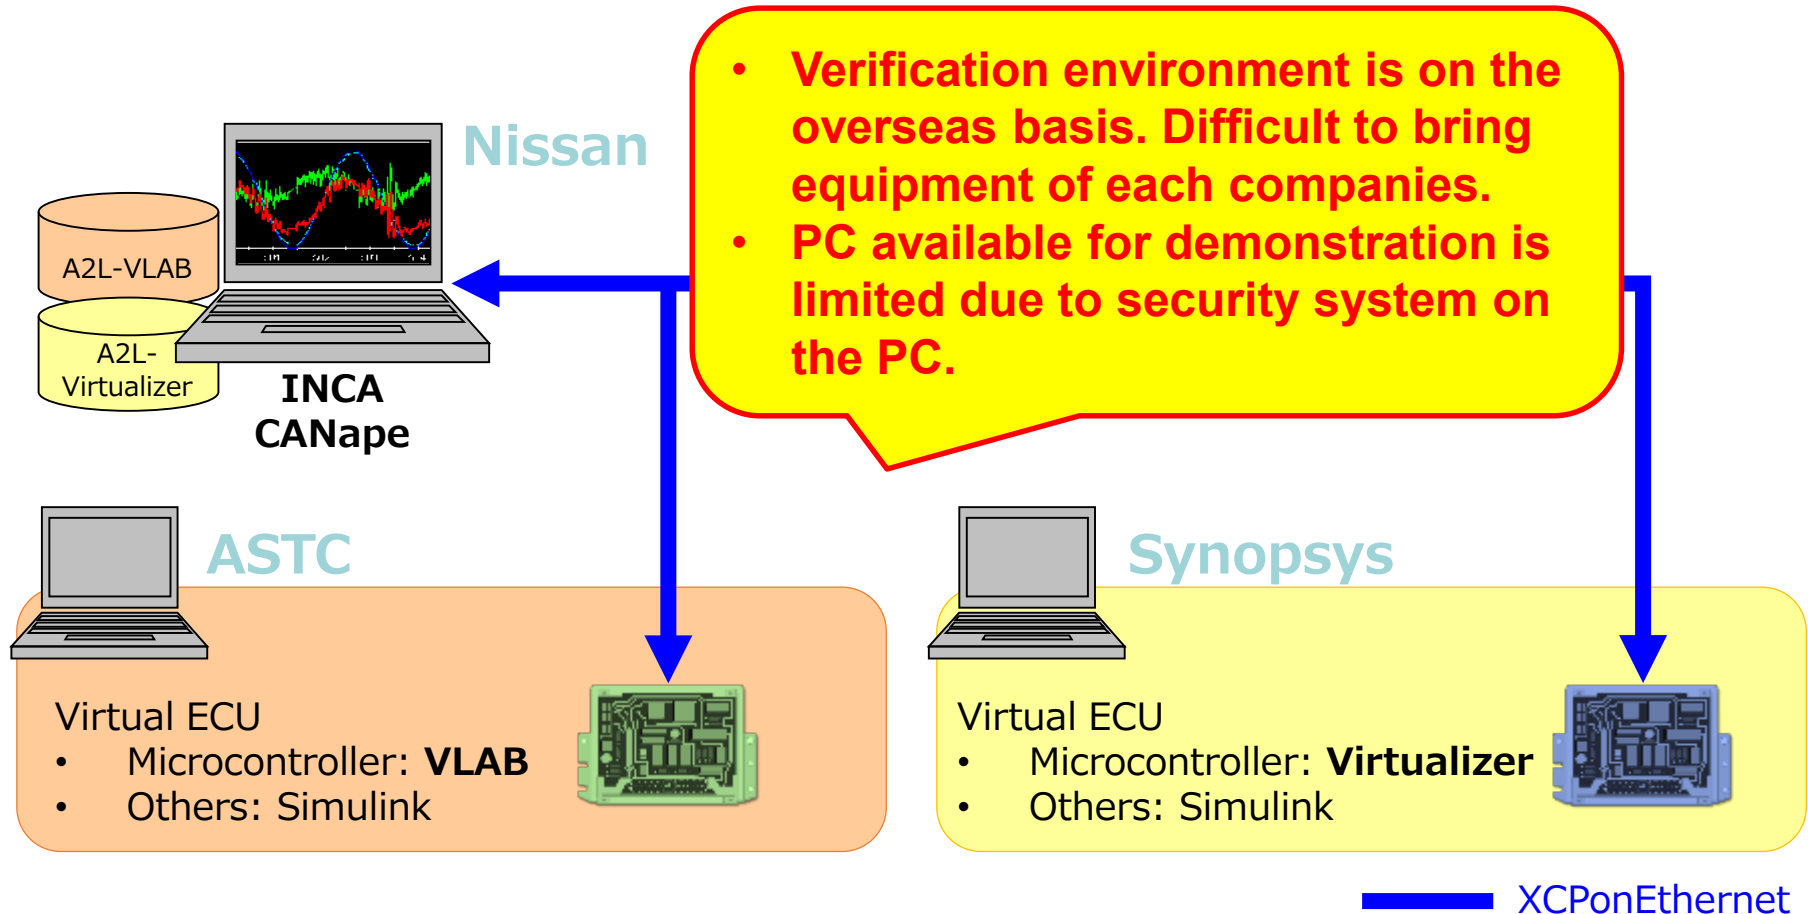 • Verification environment is on the
overseas basis. Difficult to bring
equipment of each companies.
• PC available for demonstration is
limited due to security system on
the PC.
Nissan
A2L-VLAB
A2L-
Virtualizer
INCA
CANape
ASTC
Virtual ECU
• Microcontroller: VLAB
• Others: Simulink
Synopsys
Virtual ECU
• Microcontroller: Virtualizer
• Others: Simulink
XCPonEthernet